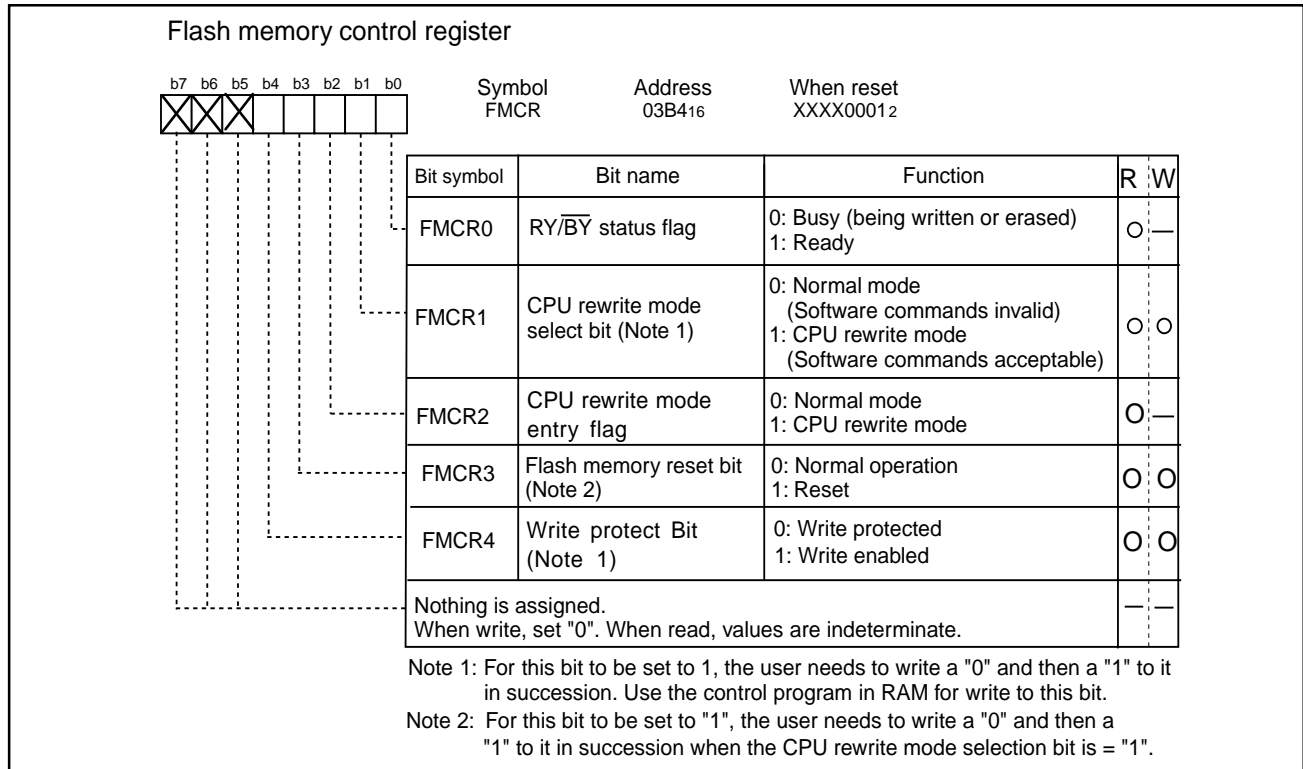 Flash memory control register
b7 b6 b5 b4 b3 b2 b1 b0
Symbol Address When reset
FMCR 03B416 XXXX00012
Bit symbol Bit name Function R W
FMCR0 RY/BY status flag 0: Busy (being written or erased) O —
1: Ready
FMCR1 CPU rewrite mode select bit (Note 1) 0: Normal mode O O
(Software commands invalid)
1: CPU rewrite mode
(Software commands acceptable)
FMCR2 CPU rewrite mode entry flag 0: Normal mode O —
1: CPU rewrite mode
FMCR3 Flash memory reset bit (Note 2) 0: Normal operation O O
1: Reset
FMCR4 Write protect Bit (Note 1) 0: Write protected O O
1: Write enabled
Nothing is assigned. — —
When write, set "0". When read, values are indeterminate.
Note 1: For this bit to be set to 1, the user needs to write a "0" and then a "1" to it
in succession. Use the control program in RAM for write to this bit.
Note 2: For this bit to be set to "1", the user needs to write a "0" and then a
"1" to it in succession when the CPU rewrite mode selection bit is = "1".